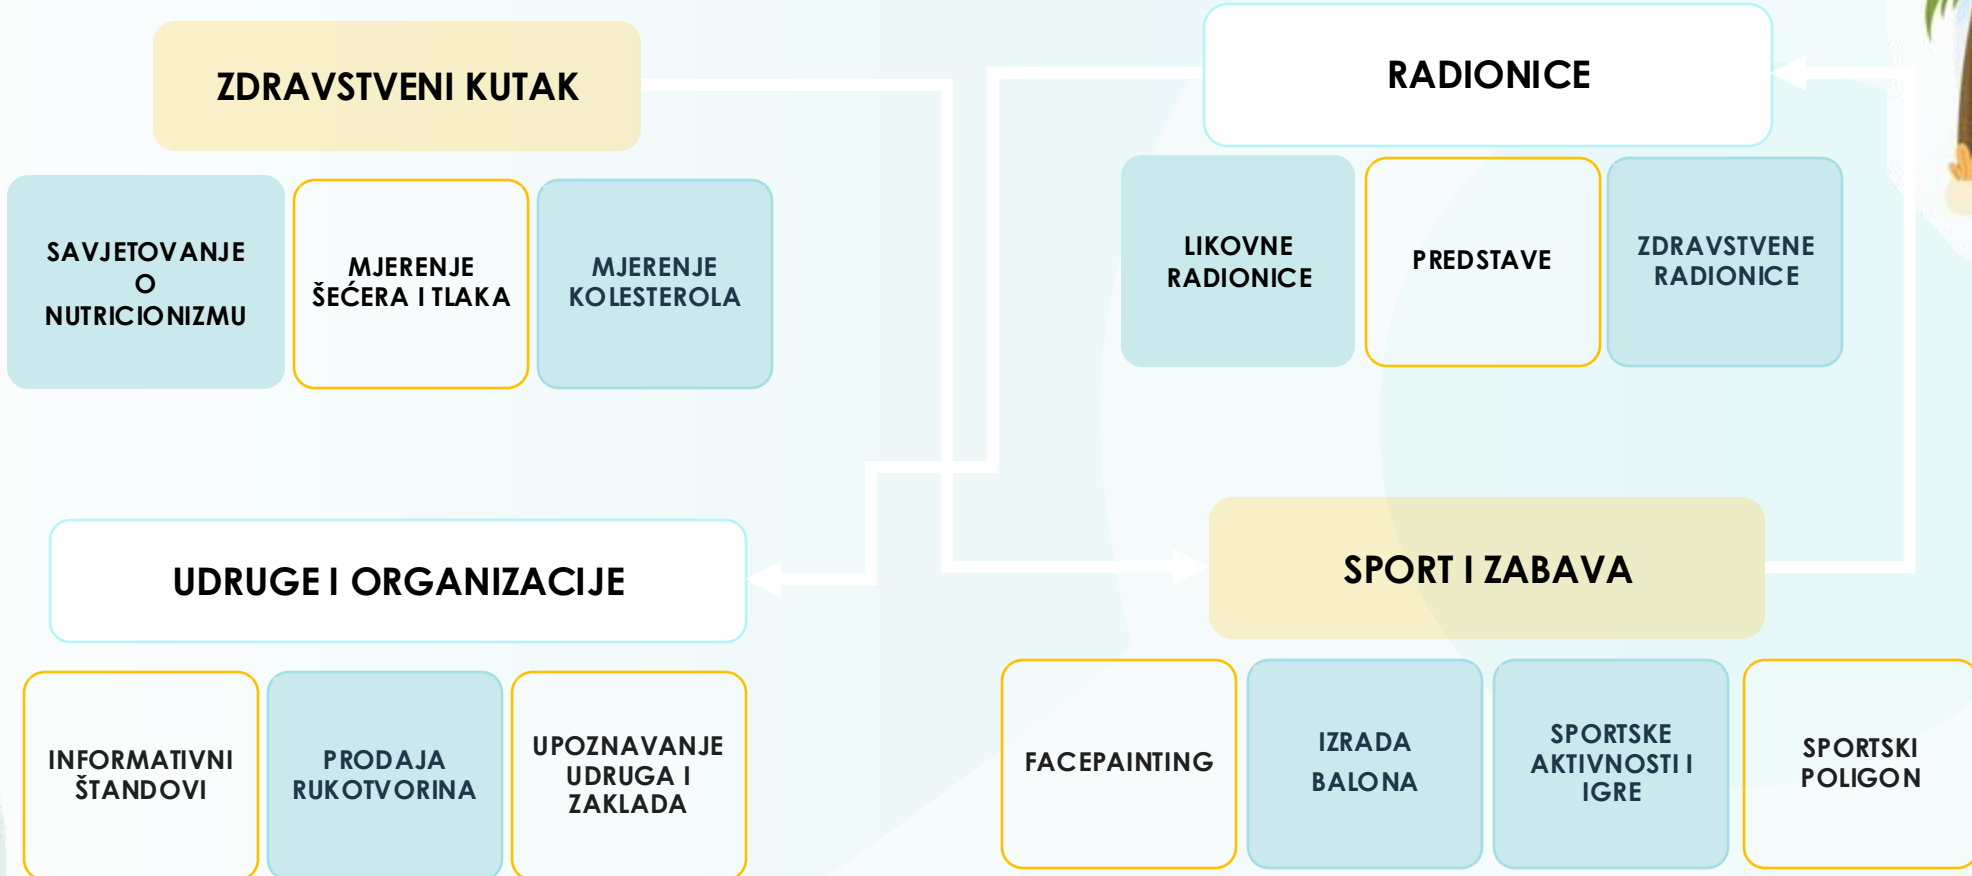 ZDRAVSTVENI KUTAK
SAVJETOVANJE
O
NUTRICIONIZMU
MJERENJE
ŠEĆERA I TLAKA
MJERENJE
KOLESTEROLA
RADIONICE
LIKOVNE
RADIONICE
PREDSTAVE
ZDRAVSTVENE
RADIONICE
UDRUGE I ORGANIZACIJE
INFORMATIVNI
ŠTANDOVI
PRODAJA
RUKOTVORINA
UPOZNAVANJE
UDRUGA I
ZAKLADA
SPORT I ZABAVA
FACEPAINTING
IZRADA
BALONA
SPORTSKE
AKTIVNOSTI I
IGRE
SPORTSKI
POLIGON